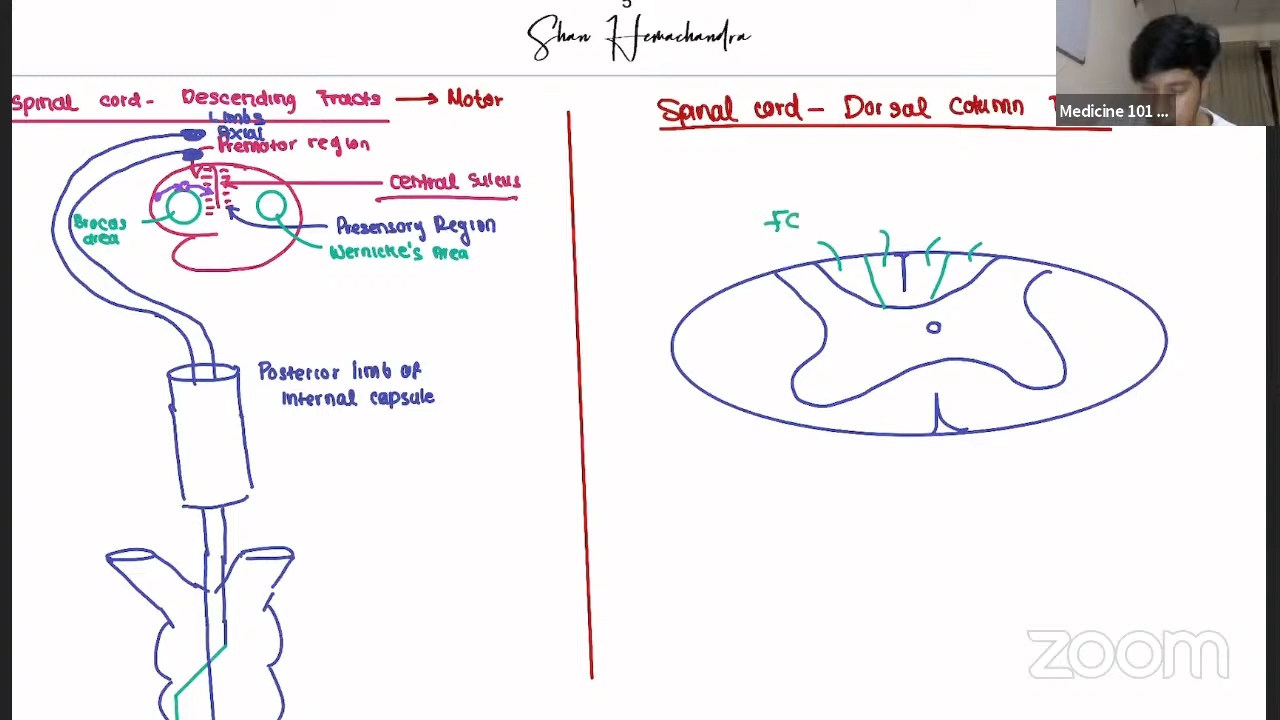 5
Shan Hemachandra
Medicine 101 ...
Spinal cord - Descending Tracts → Motor
Limbs
Axial
Premotor region
Central Sulcus
Brocas
area
Presensory Region
Wernicke's Area
Posterior limb of
internal capsule
Spinal cord - Dorsal Column
FC
zoom